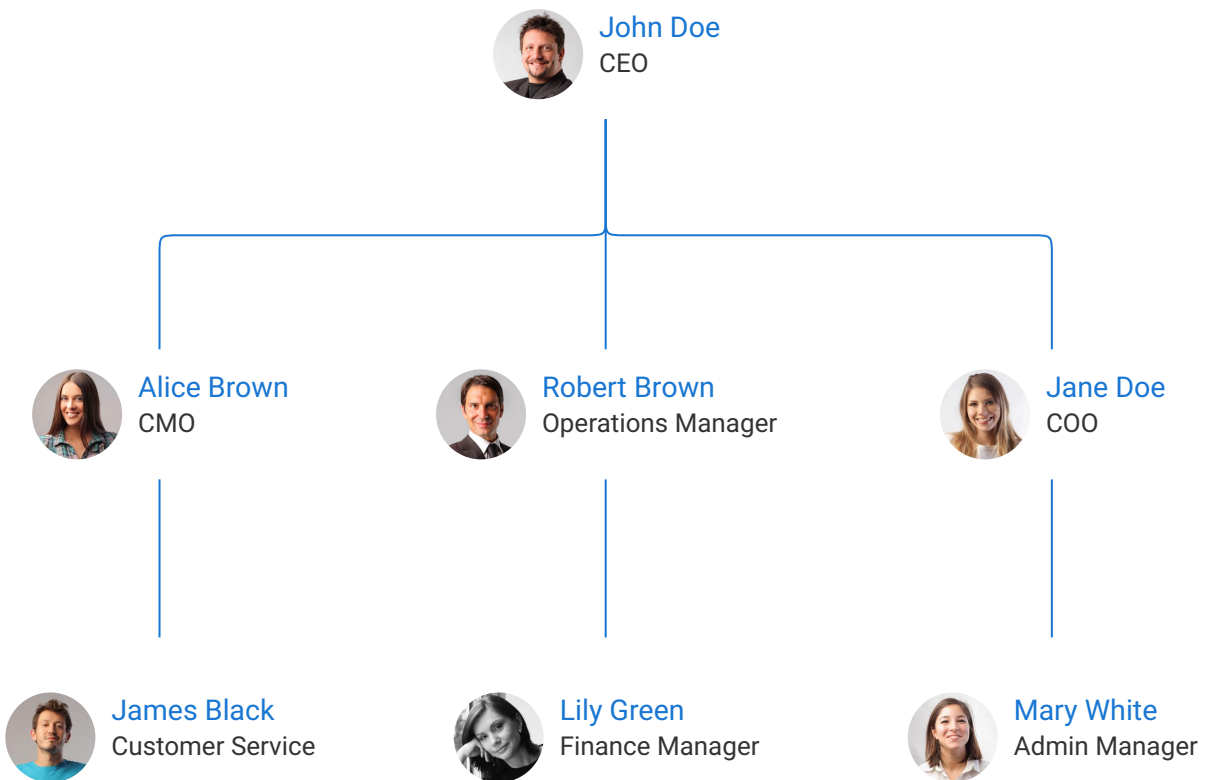 John Doe
CEO
Alice Brown
CMO
Robert Brown
Operations Manager
Jane Doe
COO
James Black
Customer Service
Lily Green
Finance Manager
Mary White
Admin Manager